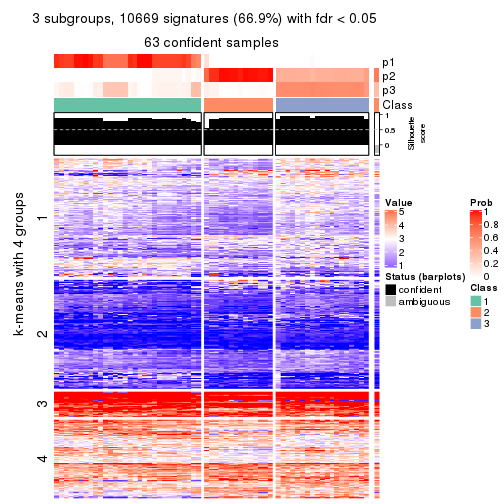 3 subgroups, 10669 signatures (66.9%) with fdr < 0.05
63 confident samples
p1
p2
p3
Class
1
0.5
0
Silhouette
score
k-means with 4 groups
1
2
3
4
Value
5
4
3
2
1
Status (barplots)
confident
ambiguous
Prob
1
0.8
0.6
0.4
0.2
0
Class
1
2
3